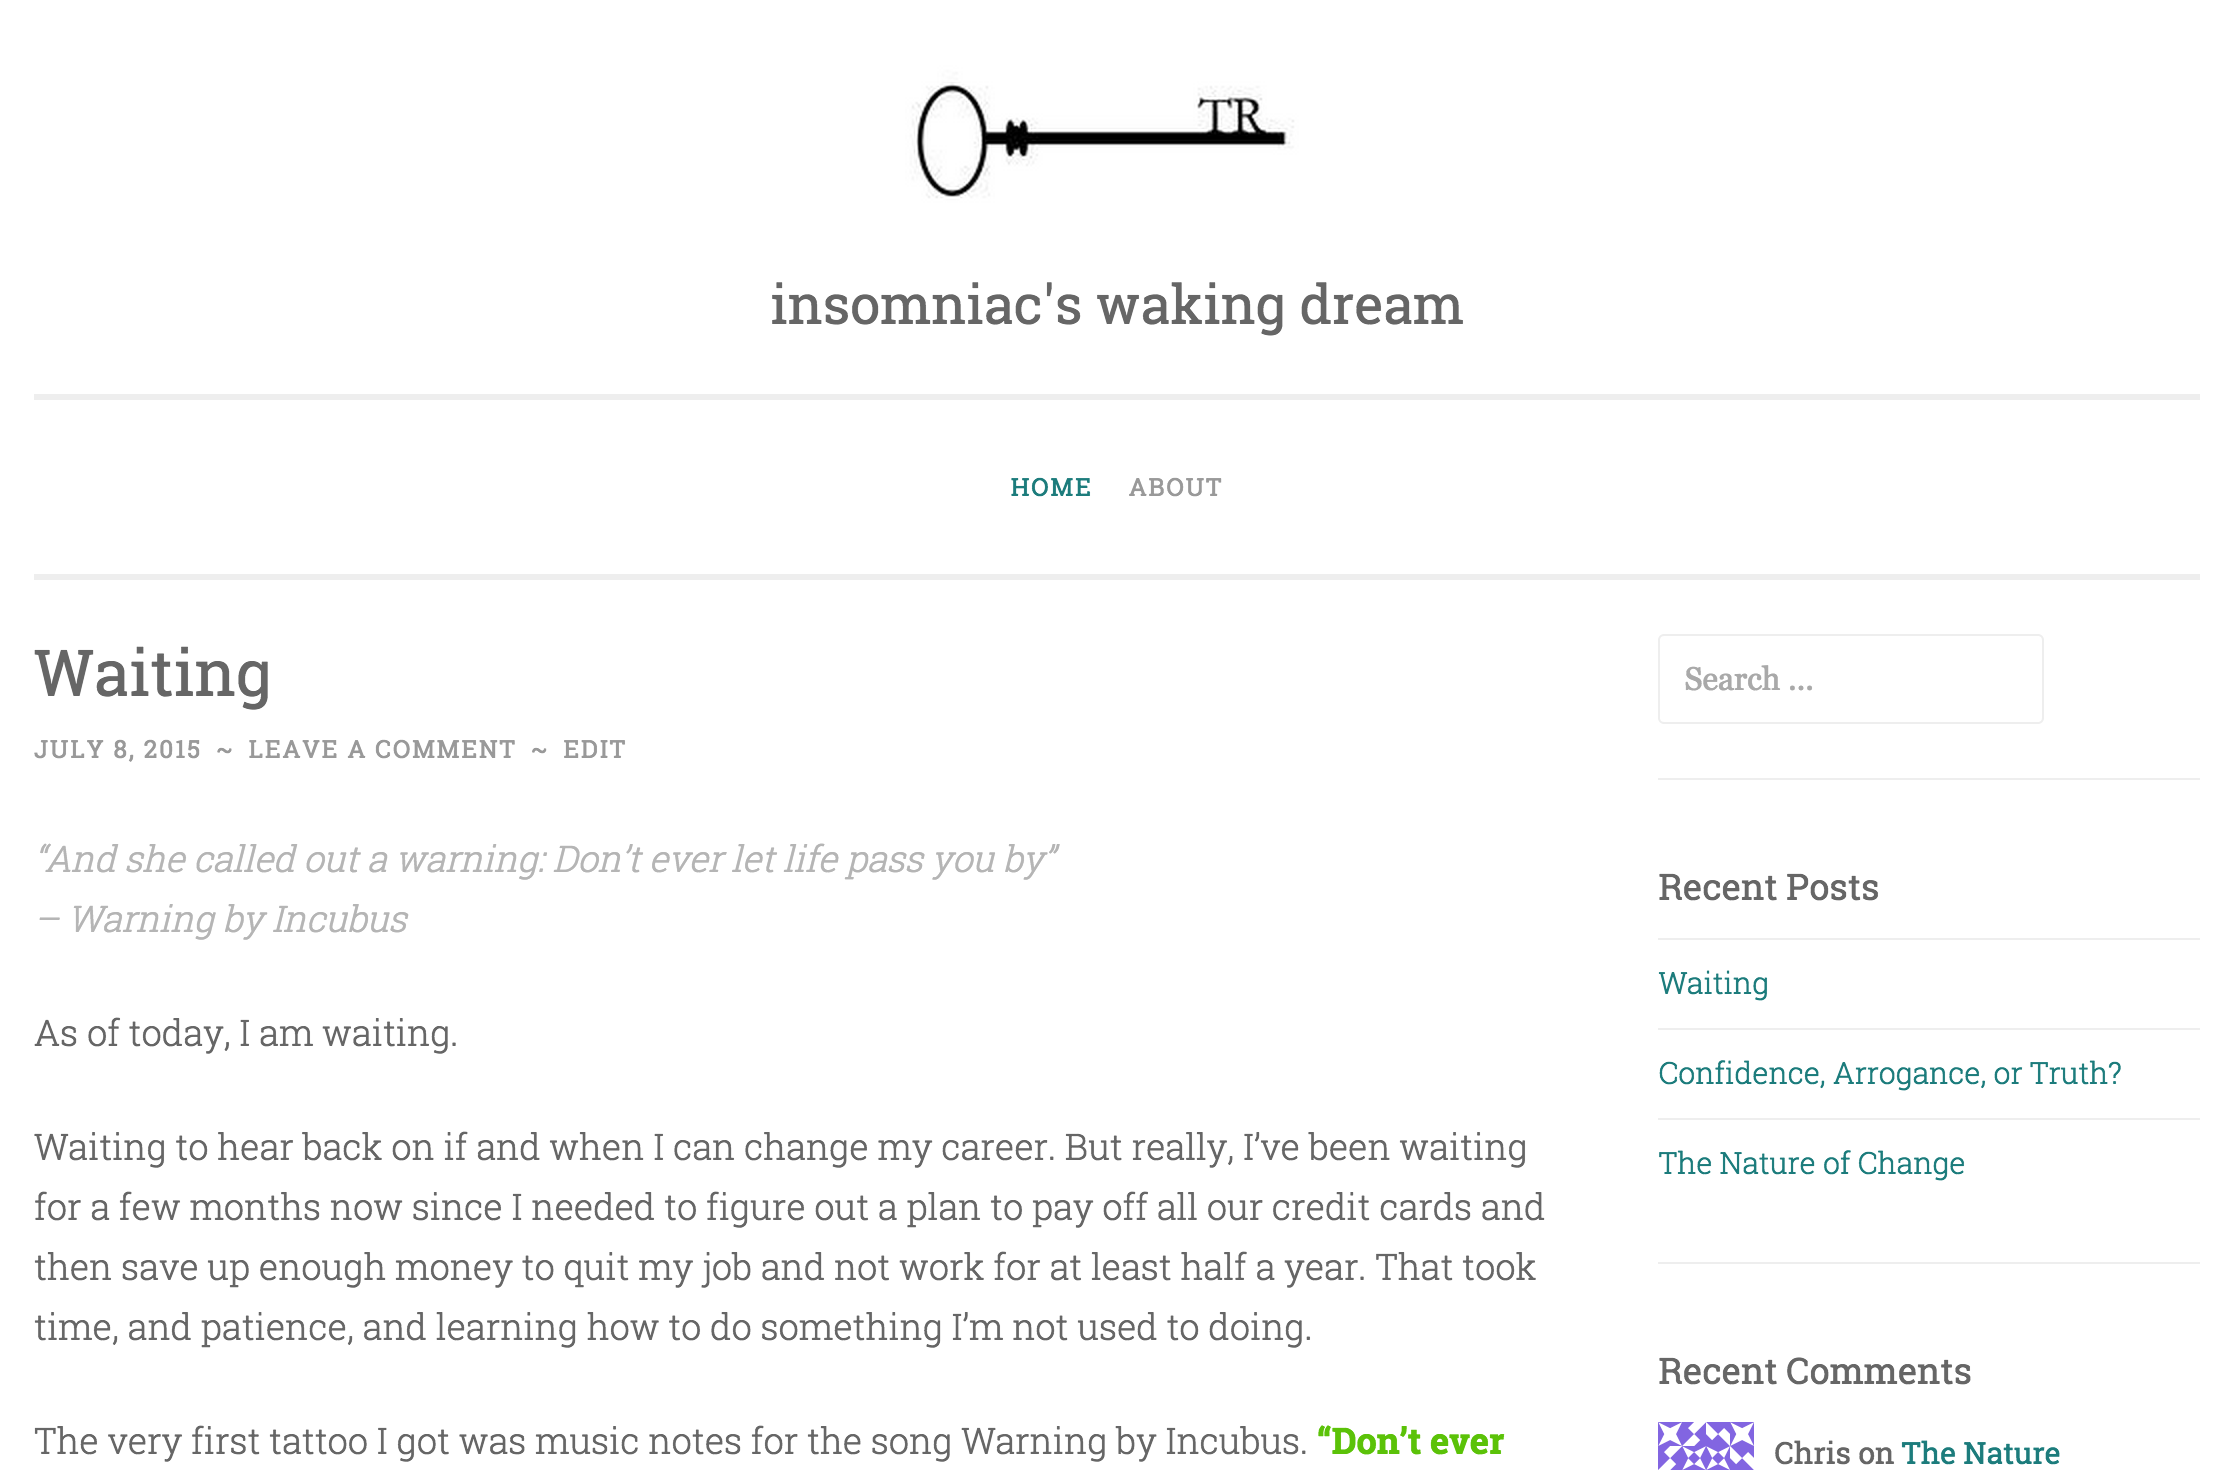 TR
insomniac's waking dream
HOME ABOUT
Waiting
JULY 8, 2015 ~ LEAVE A COMMENT ~ EDIT
“And she called out a warning: Don’t ever let life pass you by”
– Warning by Incubus
As of today, I am waiting.
Waiting to hear back on if and when I can change my career. But really, I’ve been waiting
for a few months now since I needed to figure out a plan to pay off all our credit cards and
then save up enough money to quit my job and not work for at least half a year. That took
time, and patience, and learning how to do something I’m not used to doing.
The very first tattoo I got was music notes for the song Warning by Incubus. “Don’t ever
Search ...
Recent Posts
Waiting
Confidence, Arrogance, or Truth?
The Nature of Change
Recent Comments
Chris on The Nature